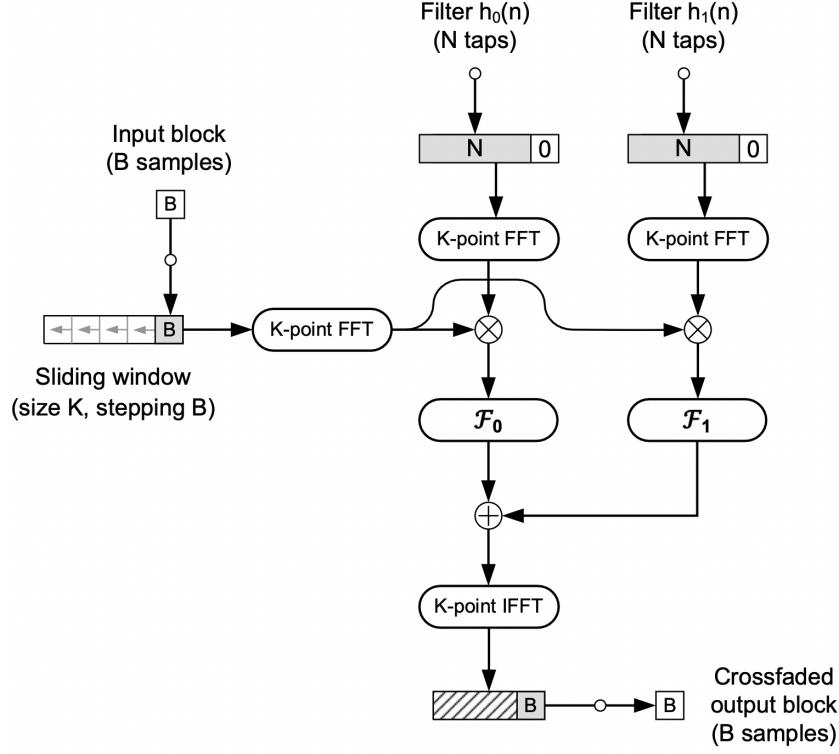 Filter h₀(n)
(N taps)
Filter h₁(n)
(N taps)
N 0
N 0
Input block
(B samples)
B
K-point FFT
K-point FFT
B
K-point FFT
Sliding window
(size K, stepping B)
ℱ₀
ℱ₁
K-point IFFT
B
B
Crossfaded
output block
(B samples)